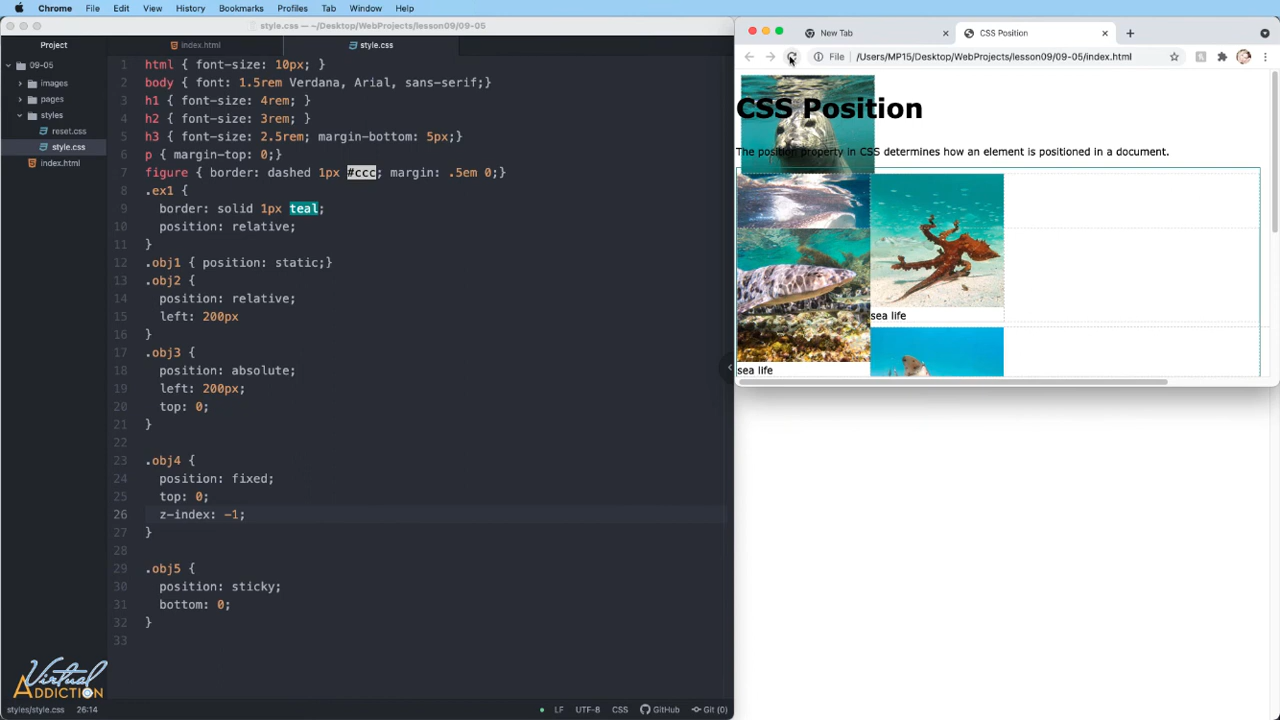 Chrome File Edit View History Bookmarks Profiles Tab Window Help
style.css — ~/Desktop/WebProjects/lesson09/09-05
Project
index.html
style.css
09-05
images
pages
styles
reset.css
style.css
index.html
1 html { font-size: 10px; }
2 body { font: 1.5rem Verdana, Arial, sans-serif;}
3 h1 { font-size: 4rem; }
4 h2 { font-size: 3rem; }
5 h3 { font-size: 2.5rem; margin-bottom: 5px;}
6 p { margin-top: 0;}
7 figure { border: dashed 1px #ccc; margin: .5em 0;}
8 .ex1 {
9 border: solid 1px teal;
10 position: relative;
11 }
12 .obj1 { position: static;}
13 .obj2 {
14 position: relative;
15 left: 200px
16 }
17 .obj3 {
18 position: absolute;
19 left: 200px;
20 top: 0;
21 }
22
23 .obj4 {
24 position: fixed;
25 top: 0;
26 z-index: -1;
27 }
28
29 .obj5 {
30 position: sticky;
31 bottom: 0;
32 }
33
Virtual
ADDICTION
styles/style.css 26:14
LF UTF-8 CSS GitHub Git (0)
New Tab
CSS Position
File /Users/MP15/Desktop/WebProjects/lesson09/09-05/index.html
CSS Position
The position property in CSS determines how an element is positioned in a document.
sea life
sea life